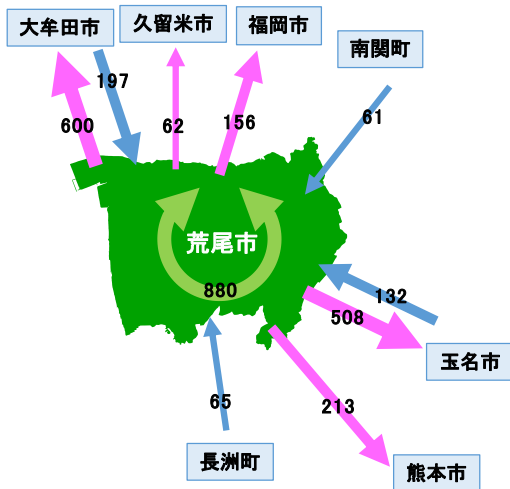 大牟田市
久留米市
福岡市
南関町
197
600
62
156
61
荒尾市
880
132
508
玉名市
65
213
長洲町
熊本市